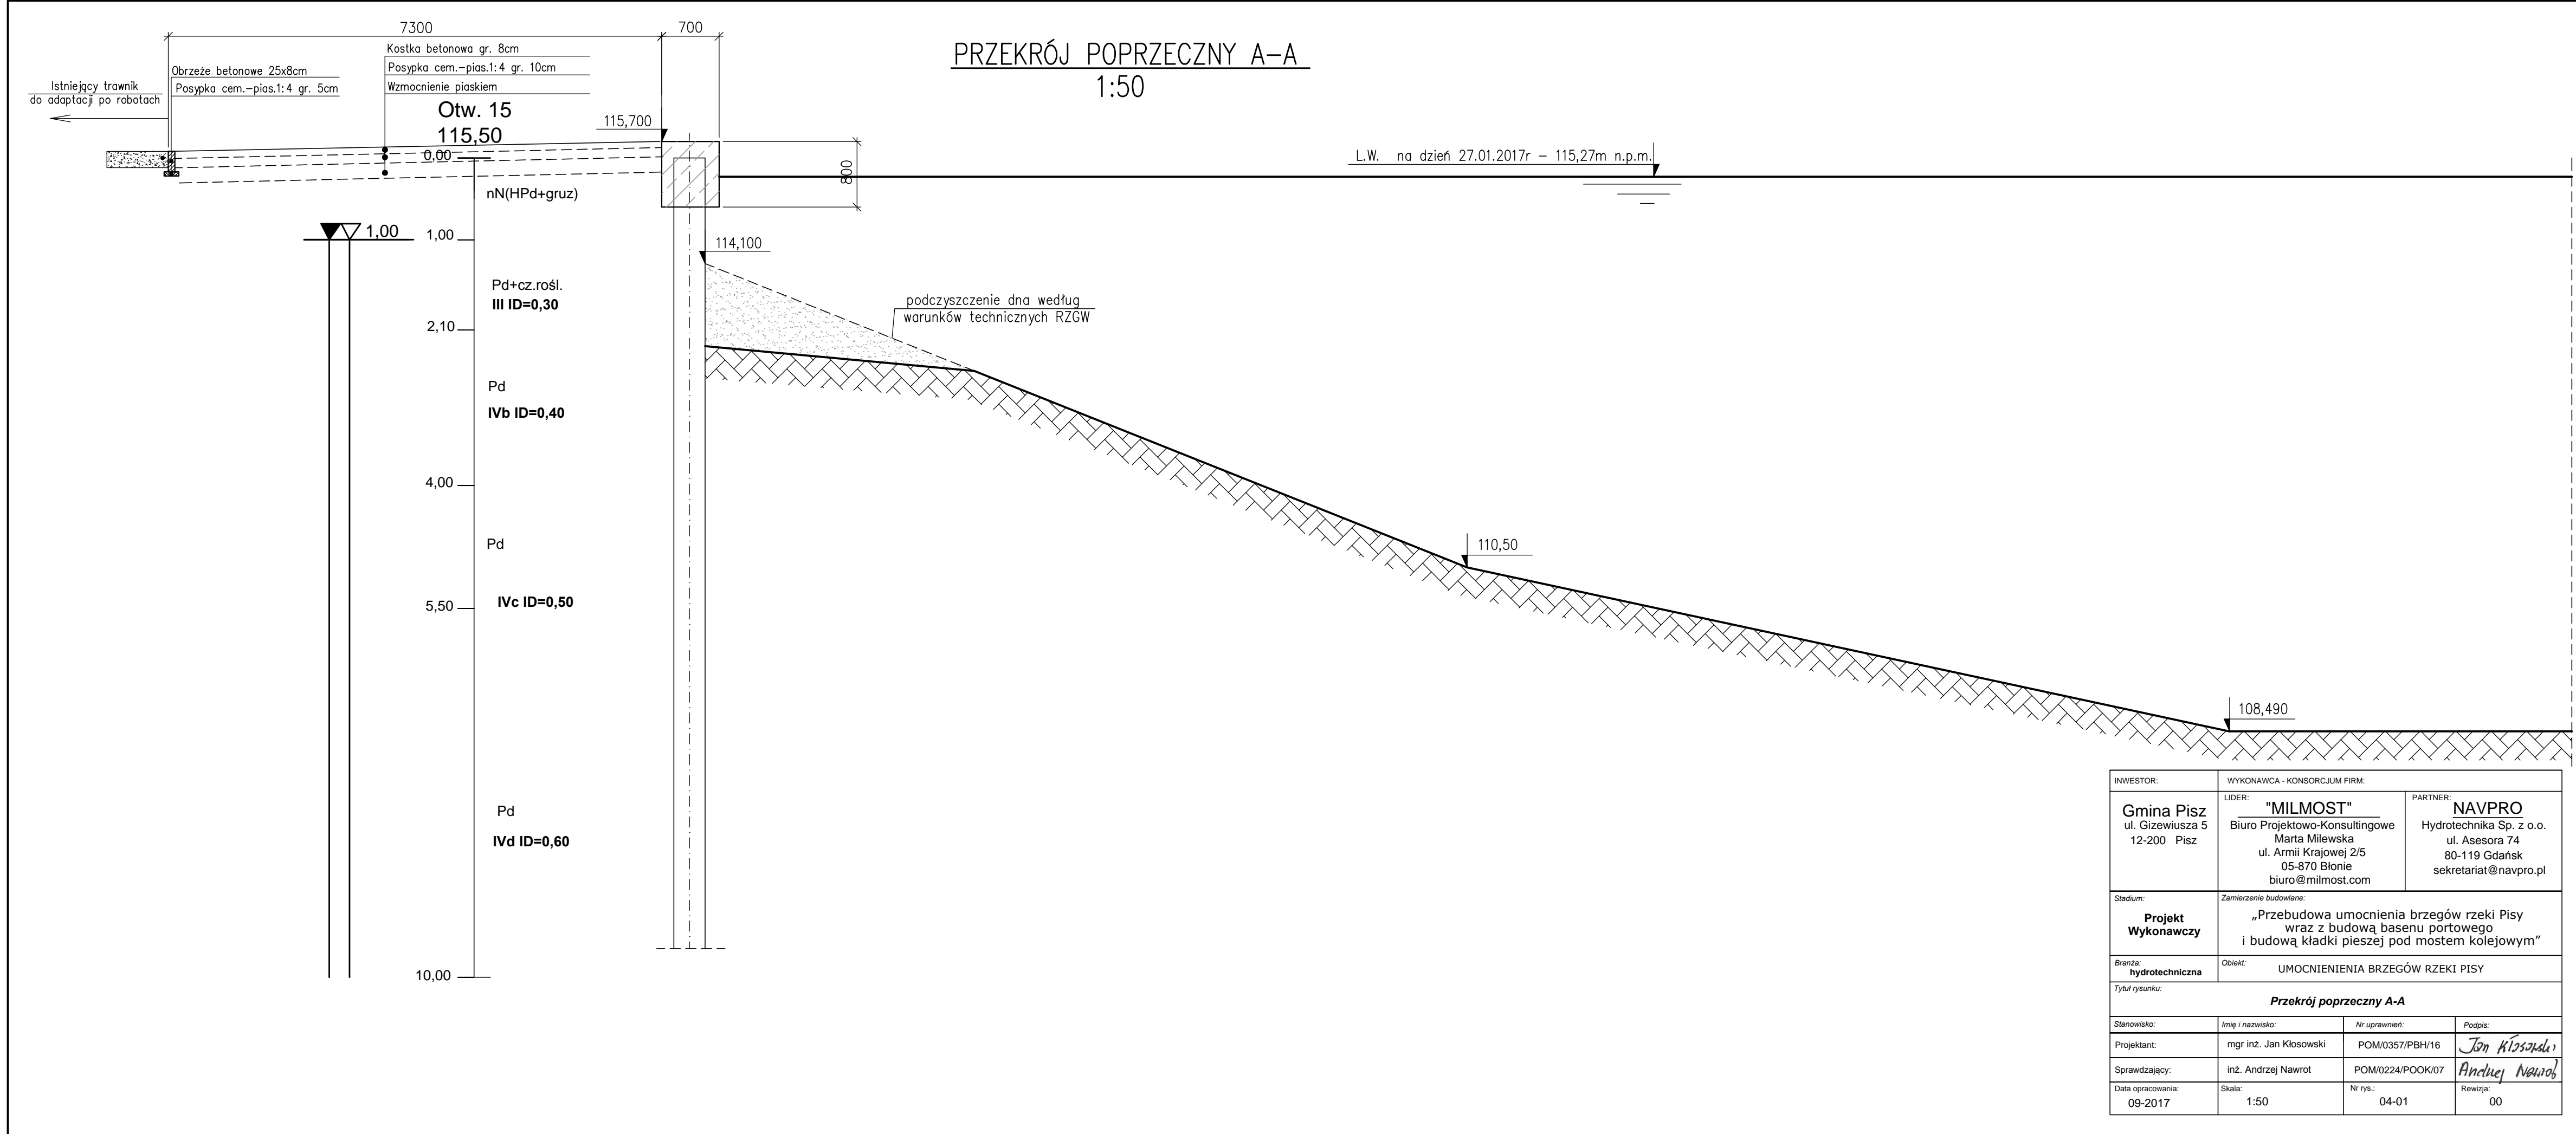 7300
700
PRZEKRÓJ POPRZECZNY A-A
1:50
Kostka betonowa gr. 8cm
Posypka cem.-pias.1:4 gr. 10cm
Wzmocnienie piaskiem
Obrzeże betonowe 25x8cm
Posypka cem.-pias.1:4 gr. 5cm
Istniejący trawnik
do adaptacji po robotach
Otw. 15
115,50
115,700
0,00
800
L.W. na dzień 27.01.2017r - 115,27m n.p.m.
nN(HPd+gruz)
1,00
1,00
114,100
Pd+cz.rośl.
III ID=0,30
podczyszczenie dna według
warunków technicznych RZGW
2,10
Pd
IVb ID=0,40
4,00
Pd
110,50
5,50
IVc ID=0,50
108,490
Pd
IVd ID=0,60
10,00
INWESTOR:
WYKONAWCA - KONSORCJUM FIRM:
Gmina Pisz
ul. Gizewiusza 5
12-200 Pisz
LIDER:
"MILMOST"
Biuro Projektowo-Konsultingowe
Marta Milewska
ul. Armii Krajowej 2/5
05-870 Błonie
biuro@milmost.com
PARTNER:
NAVPRO
Hydrotechnika Sp. z o.o.
ul. Asesora 74
80-119 Gdańsk
sekretariat@navpro.pl
Stadium:
Projekt
Wykonawczy
Zamierzenie budowlane:
„Przebudowa umocnienia brzegów rzeki Pisy
wraz z budową basenu portowego
i budową kładki pieszej pod mostem kolejowym”
Branża:
hydrotechniczna
Obiekt:
UMOCNIENIENIA BRZEGÓW RZEKI PISY
Tytuł rysunku:
Przekrój poprzeczny A-A
Stanowisko:
Imię i nazwisko:
Nr uprawnień:
Podpis:
Projektant:
mgr inż. Jan Kłosowski
POM/0357/PBH/16
Jan Kłosowski
Sprawdzający:
inż. Andrzej Nawrot
POM/0224/POOK/07
Andrzej Nawrot
Data opracowania:
09-2017
Skala:
1:50
Nr rys.:
04-01
Rewizja:
00